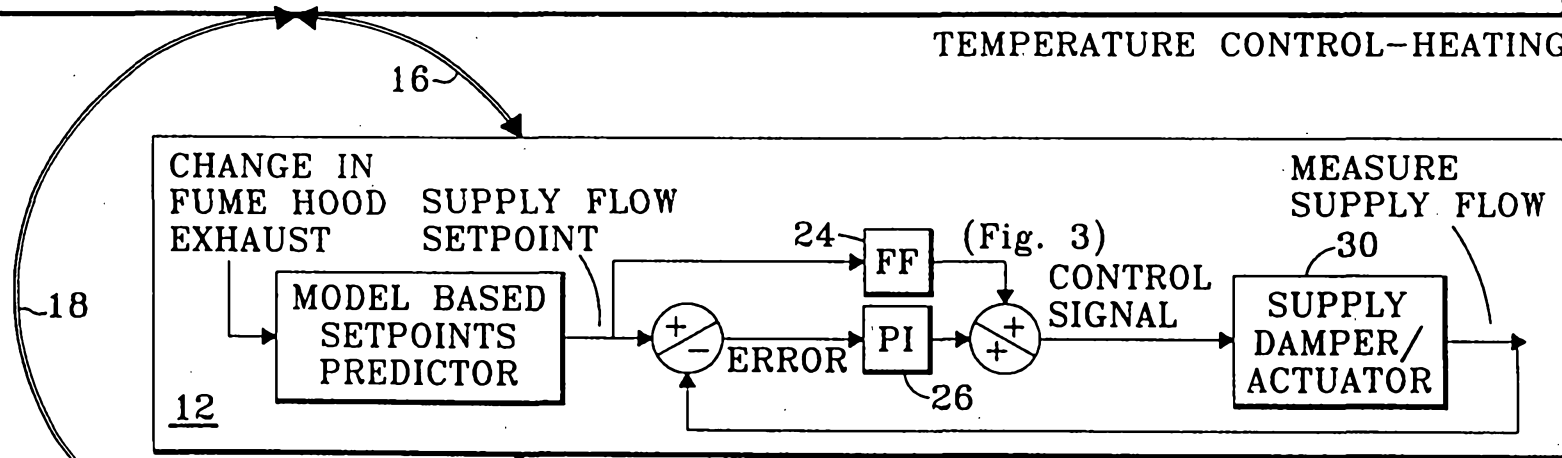 TEMPERATURE CONTROL-HEATING
16
CHANGE IN
FUME HOOD
EXHAUST
SUPPLY FLOW
SETPOINT
MEASURE
SUPPLY FLOW
24
(Fig. 3)
30
FF
CONTROL
SIGNAL
18
MODEL BASED
SETPOINTS
PREDICTOR
+
-
ERROR
PI
+
+
SUPPLY
DAMPER/
ACTUATOR
26
12